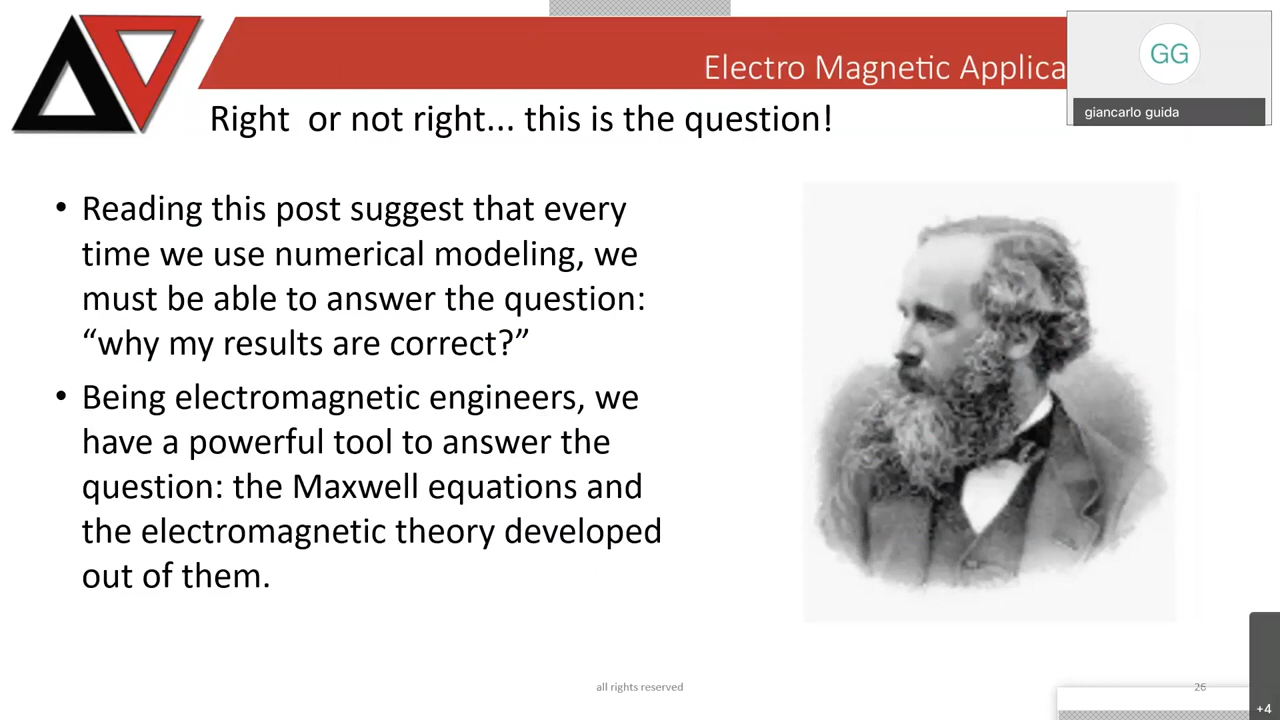 Electro Magnetic Applica
GG
giancarlo guida
Right  or not right... this is the question!
• Reading this post suggest that every
time we use numerical modeling, we
must be able to answer the question:
“why my results are correct?”
• Being electromagnetic engineers, we
have a powerful tool to answer the
question: the Maxwell equations and
the electromagnetic theory developed
out of them.
all rights reserved
26
+4